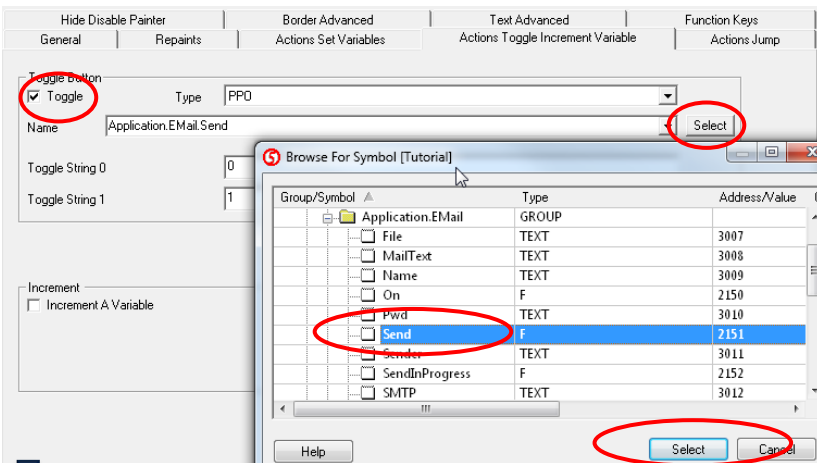 Hide Disable Painter Border Advanced Text Advanced Function Keys
General Repaints Actions Set Variables Actions Toggle Increment Variable Actions Jump
Toggle Button
Toggle Type PPO
Name Application.EMail.Send Select
Toggle String 0 0
Toggle String 1 1
Increment
Increment A Variable
Browse For Symbol [Tutorial]
Group/Symbol Type Address/Value
Application.EMail GROUP
File TEXT 3007
MailText TEXT 3008
Name TEXT 3009
On F 2150
Pwd TEXT 3010
Send F 2151
Sender TEXT 3011
SendInProgress F 2152
SMTP TEXT 3012
Help Select Cancel